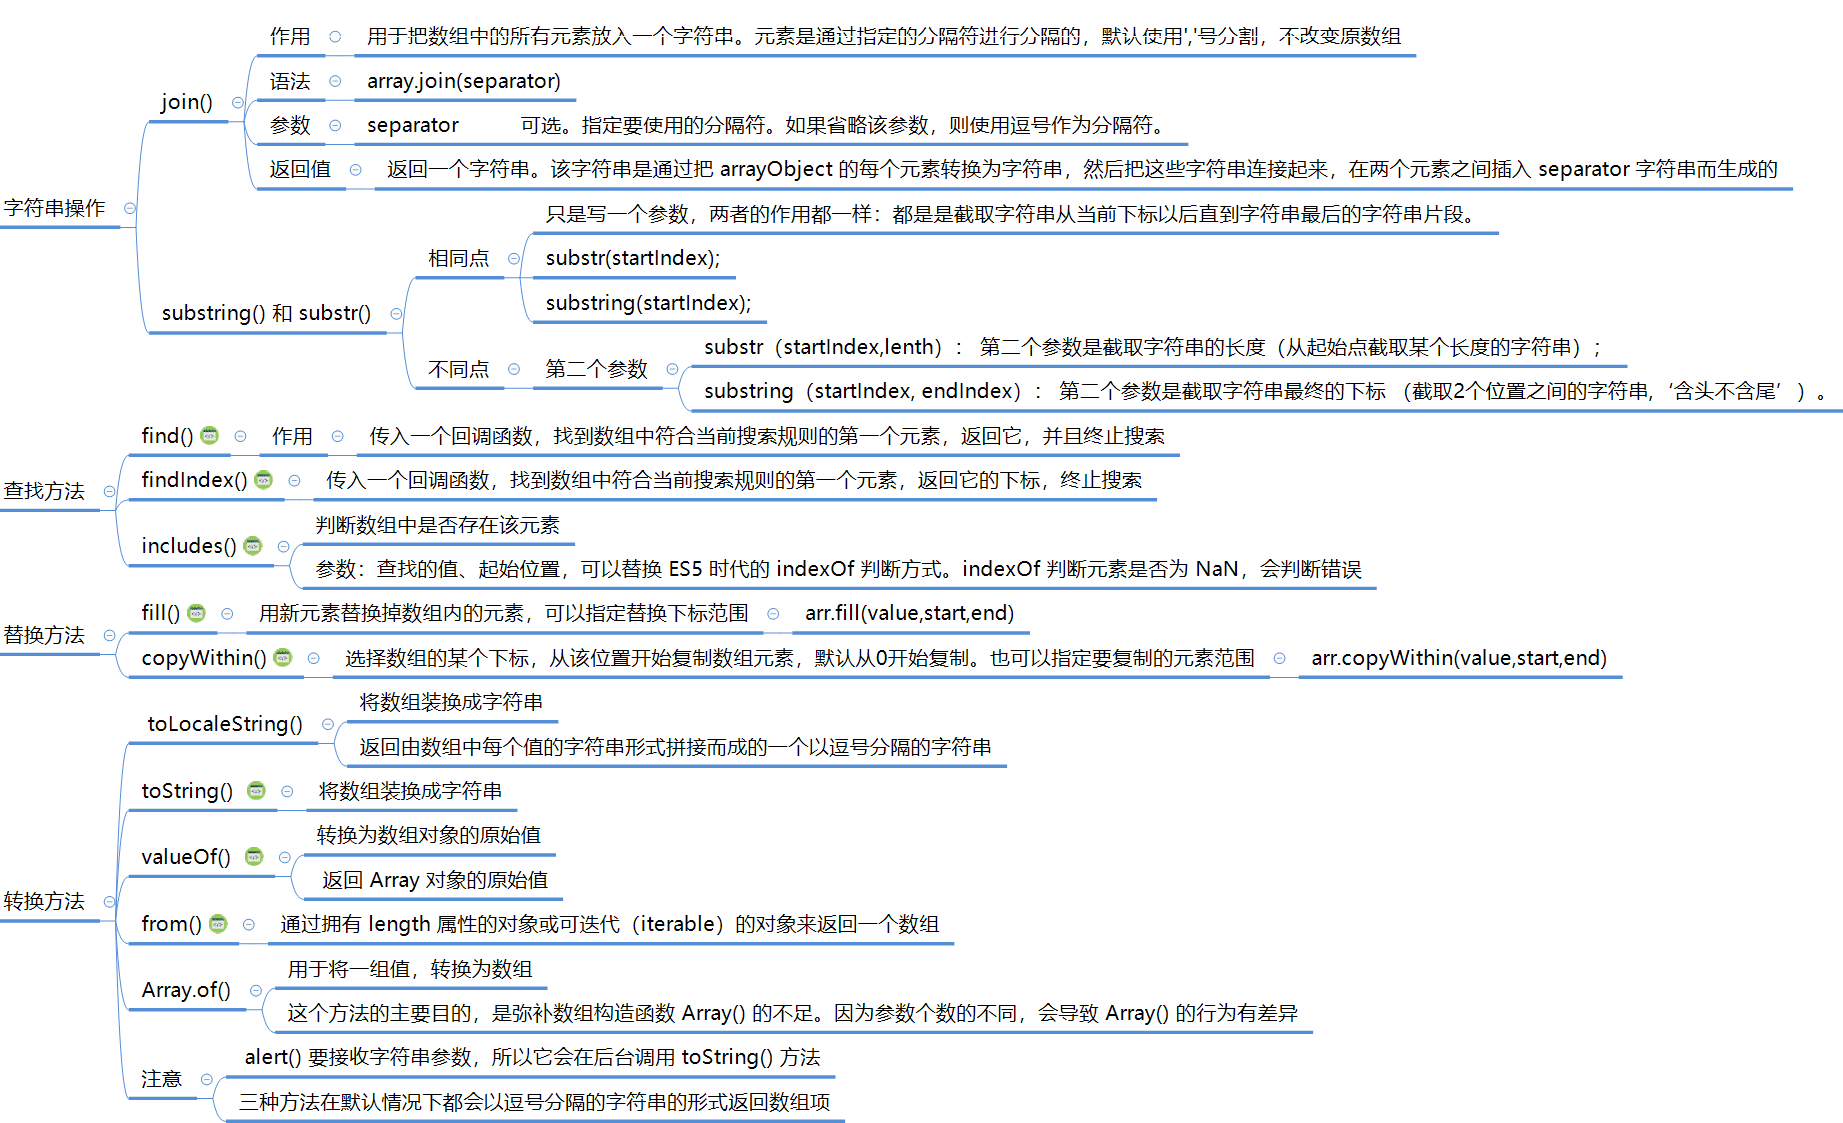 字符串操作
join()
作用
用于把数组中的所有元素放入一个字符串。元素是通过指定的分隔符进行分隔的，默认使用','号分割，不改变原数组
语法
array.join(separator)
参数
separator 可选。指定要使用的分隔符。如果省略该参数，则使用逗号作为分隔符。
返回值
返回一个字符串。该字符串是通过把 arrayObject 的每个元素转换为字符串，然后把这些字符串连接起来，在两个元素之间插入 separator 字符串而生成的
substring() 和 substr()
相同点
只是写一个参数，两者的作用都一样：都是是截取字符串从当前下标以后直到字符串最后的字符串片段。
substr(startIndex);
substring(startIndex);
不同点
第二个参数
substr（startIndex,lenth）： 第二个参数是截取字符串的长度（从起始点截取某个长度的字符串）；
substring（startIndex, endIndex）： 第二个参数是截取字符串最终的下标 （截取2个位置之间的字符串,‘含头不含尾’）。
查找方法
find()
作用
传入一个回调函数，找到数组中符合当前搜索规则的第一个元素，返回它，并且终止搜索
findIndex()
传入一个回调函数，找到数组中符合当前搜索规则的第一个元素，返回它的下标，终止搜索
includes()
判断数组中是否存在该元素
参数：查找的值、起始位置，可以替换 ES5 时代的 indexOf 判断方式。indexOf 判断元素是否为 NaN，会判断错误
替换方法
fill()
用新元素替换掉数组内的元素，可以指定替换下标范围
arr.fill(value,start,end)
copyWithin()
选择数组的某个下标，从该位置开始复制数组元素，默认从0开始复制。也可以指定要复制的元素范围
arr.copyWithin(value,start,end)
转换方法
toLocaleString()
将数组装换成字符串
返回由数组中每个值的字符串形式拼接而成的一个以逗号分隔的字符串
toString()
将数组装换成字符串
valueOf()
转换为数组对象的原始值
返回 Array 对象的原始值
from()
通过拥有 length 属性的对象或可迭代（iterable）的对象来返回一个数组
Array.of()
用于将一组值，转换为数组
这个方法的主要目的，是弥补数组构造函数 Array() 的不足。因为参数个数的不同，会导致 Array() 的行为有差异
注意
alert() 要接收字符串参数，所以它会在后台调用 toString() 方法
三种方法在默认情况下都会以逗号分隔的字符串的形式返回数组项